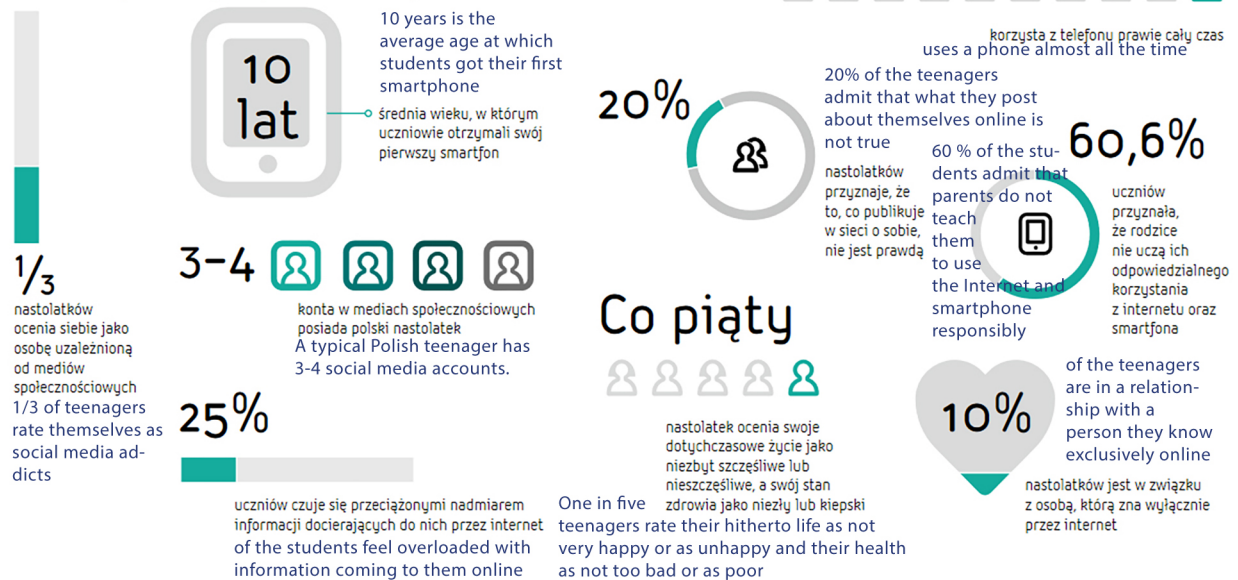 1/3
nastolatków
ocenia siebie jako
osobę uzależnioną
od mediów
społecznościowych
1/3 of teenagers
rate themselves as
social media ad-
dicts
10
lat
10 years is the
average age at which
students got their first
smartphone
średnia wieku, w którym
uczniowie otrzymali swój
pierwszy smartfon
3-4
konta w mediach społecznościowych
posiada polski nastolatek
A typical Polish teenager has
3-4 social media accounts.
25%
uczniów czuje się przeciążonymi nadmiarem
informacji docierających do nich przez internet
of the students feel overloaded with
information coming to them online
20%
20% of the teenagers
admit that what they post
about themselves online is
not true
nastolatków
przyznaje, że
to, co publikuje
w sieci o sobie,
nie jest prawdą
Co piąty
nastolatek ocenia swoje
dotychczasowe życie jako
niezbyt szczęśliwe lub
nieszczęśliwe, a swój stan
zdrowia jako niezły lub kiepski
One in five
teenagers rate their hitherto life as not
very happy or as unhappy and their health
as not too bad or as poor
korzysta z telefonu prawie cały czas
uses a phone almost all the time
60,6%
60 % of the stu-
dents admit that
parents do not
teach
them
to use
the Internet and
smartphone
responsibly
uczniów
przyznała,
że rodzice
nie uczą ich
odpowiedzialnego
korzystania
z internetu oraz
smartfona
10%
of the teenagers
are in a relation-
ship with a
person they know
exclusively online
nastolatków jest w związku
z osobą, którą zna wyłącznie
przez internet